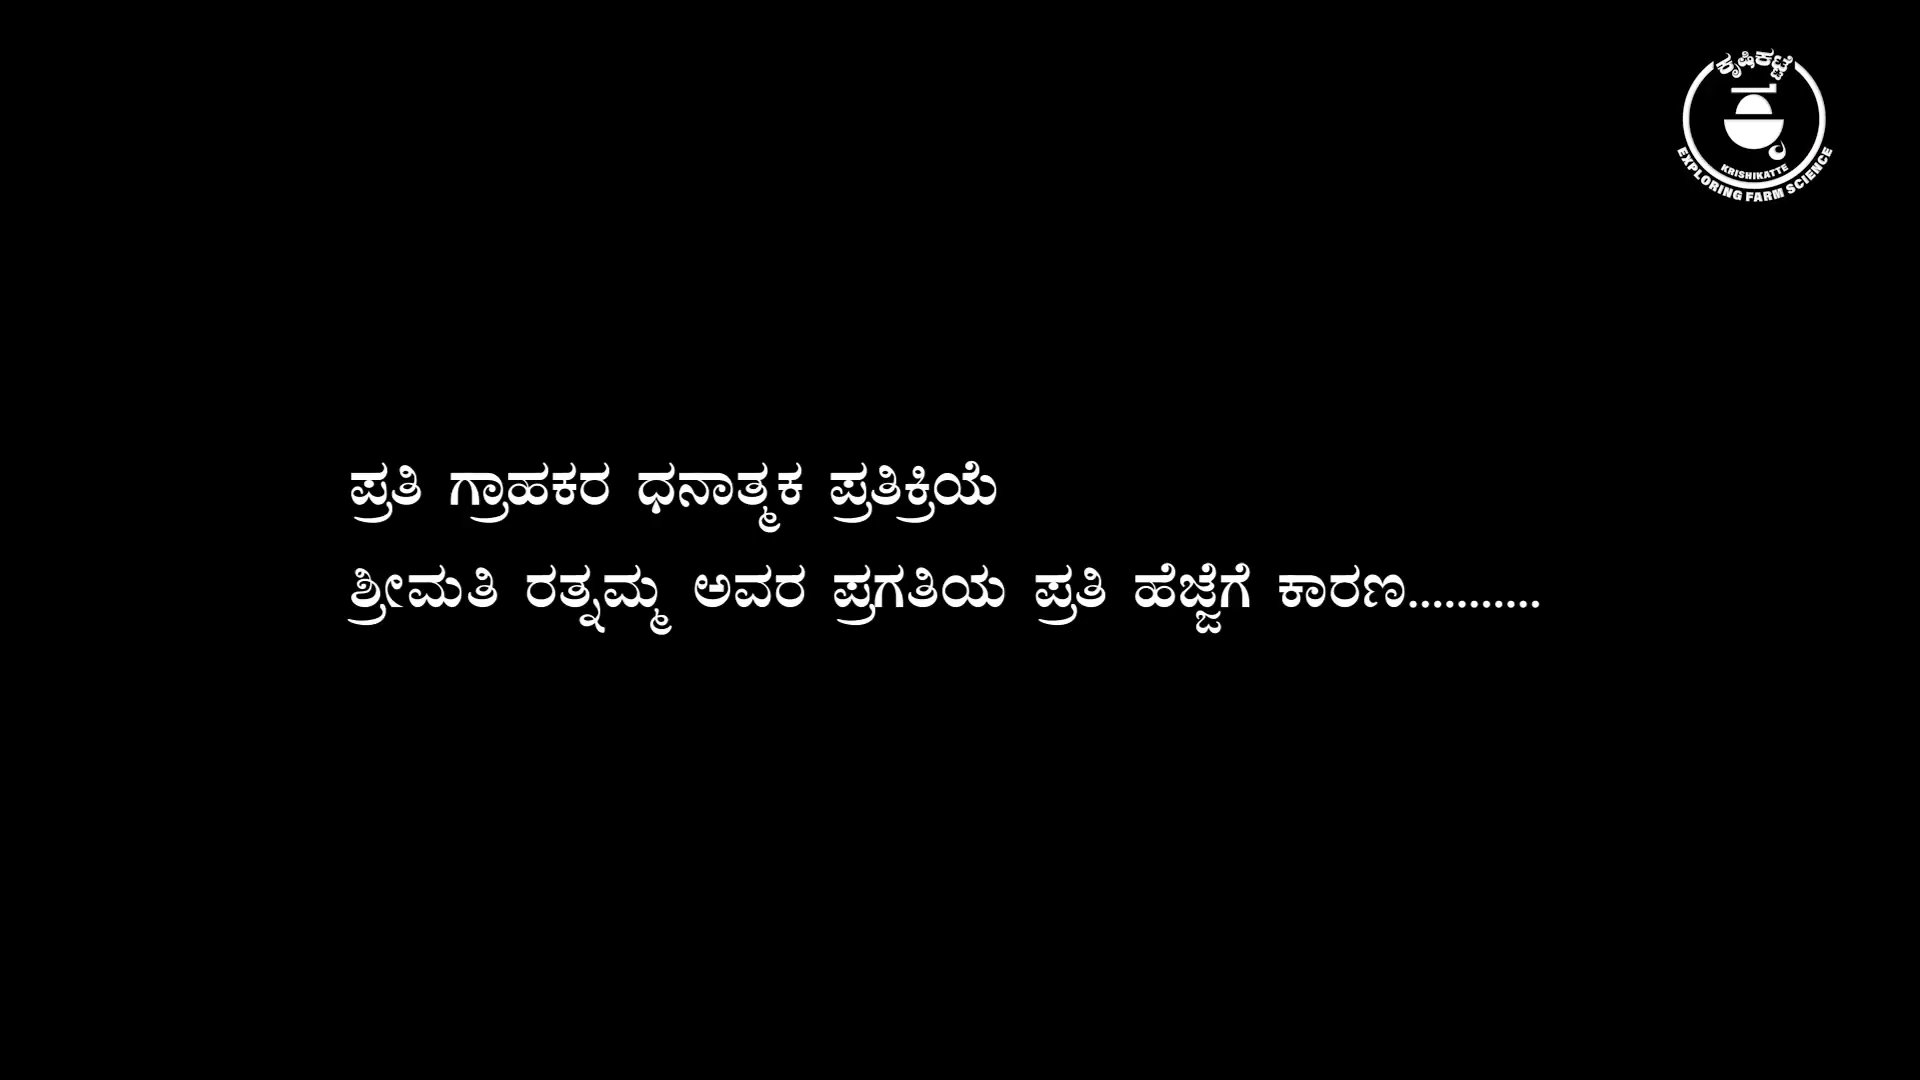 ಕೃಷಿಕಟ್ಟೆ
KRISHIKATTE
EXPLORING FARM SCIENCE
ಪ್ರತಿ ಗ್ರಾಹಕರ ಧನಾತ್ಮಕ ಪ್ರತಿಕ್ರಿಯೆ
ಶ್ರೀಮತಿ ರತ್ನಮ್ಮ ಅವರ ಪ್ರಗತಿಯ ಪ್ರತಿ ಹೆಜ್ಜೆಗೆ ಕಾರಣ...........